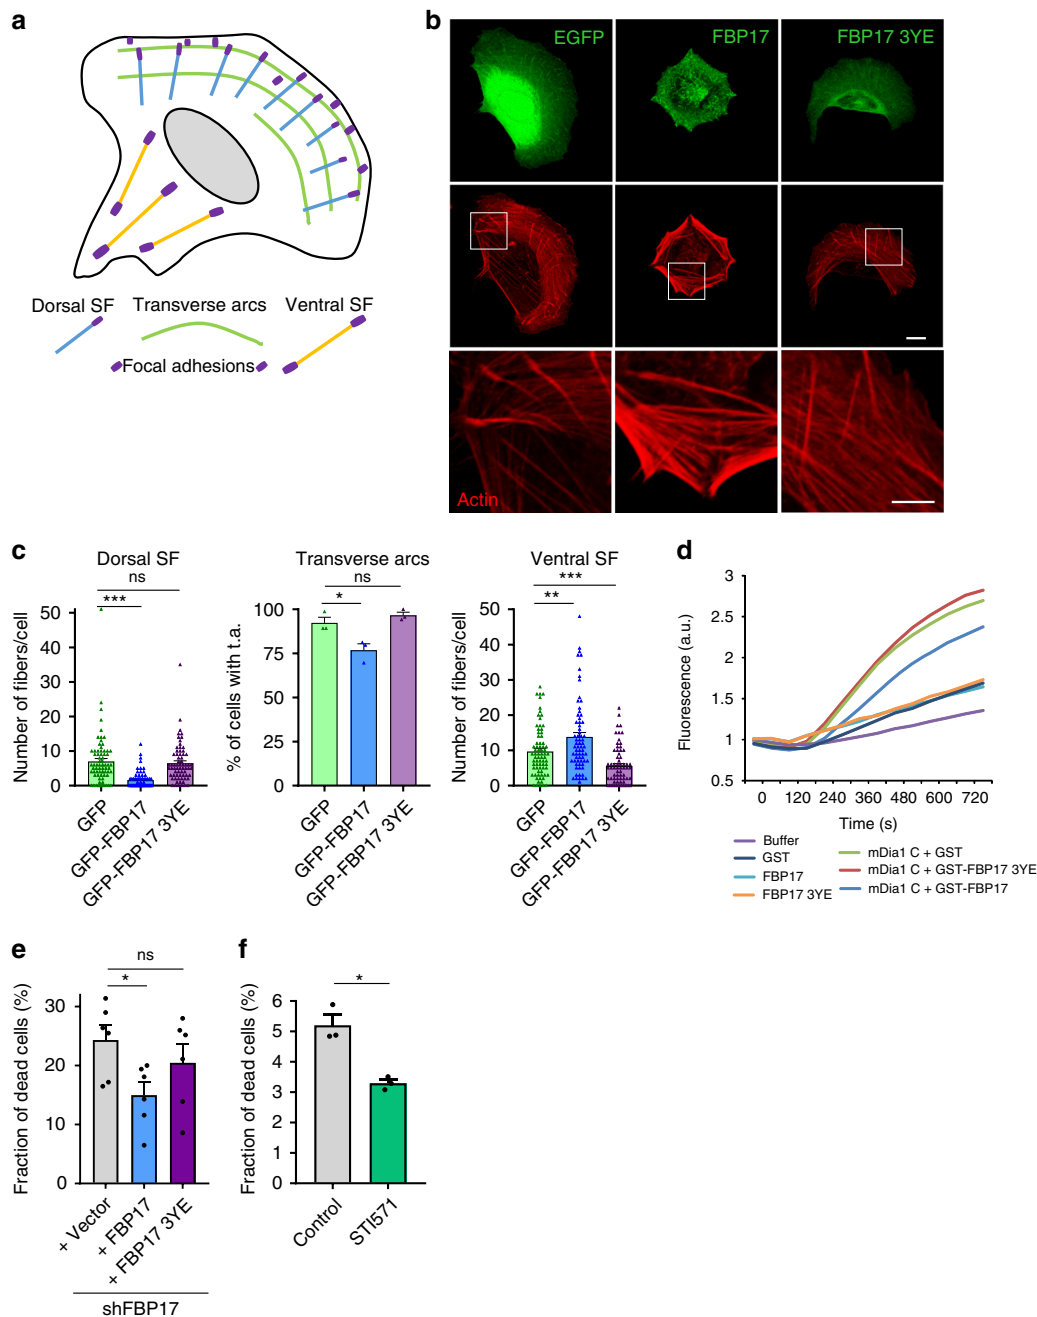 a
Dorsal SF
Transverse arcs
Ventral SF
Focal adhesions
b
EGFP
FBP17
FBP17 3YE
Actin
c
Dorsal SF
ns
***
Number of fibers/cell
50
40
30
20
10
0
GFP
GFP-FBP17
GFP-FBP17 3YE
Transverse arcs
ns
*
% of cells with t.a.
100
75
50
25
0
GFP
GFP-FBP17
GFP-FBP17 3YE
Ventral SF
***
**
Number of fibers/cell
50
40
30
20
10
0
GFP
GFP-FBP17
GFP-FBP17 3YE
d
Fluorescence (a.u.)
3
2.5
2
1.5
1
0.5
0 120 240 360 480 600 720
Time (s)
Buffer
GST
FBP17
FBP17 3YE
mDia1 C + GST
mDia1 C + GST-FBP17 3YE
mDia1 C + GST-FBP17
e
ns
*
Fraction of dead cells (%)
30
20
10
0
+ Vector
+ FBP17
+ FBP17 3YE
shFBP17
f
*
Fraction of dead cells (%)
6
5
4
3
2
1
0
Control
STI571